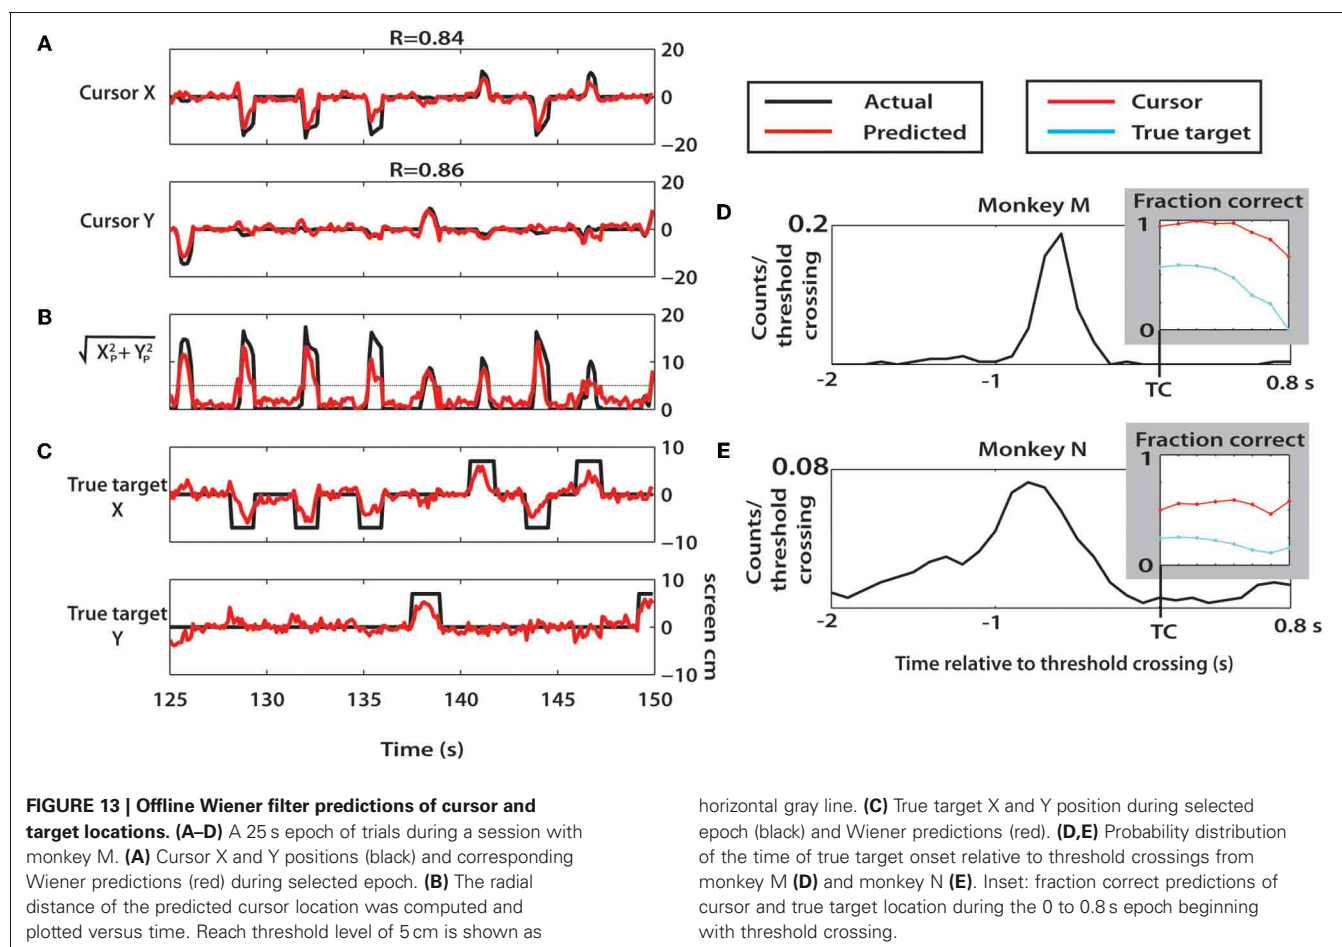 A
R=0.84
Cursor X
20
0
−20
R=0.86
Cursor Y
20
0
−20
B
√X²P + Y²P
20
10
0
C
True target
X
10
0
−10
True target
Y
10
0
−10
screen cm
125 130 135 140 145 150
Time (s)
Actual
Predicted
Cursor
True target
D
Monkey M
0.2
Counts/
threshold
crossing
Fraction correct
1
0
-2 -1 TC 0.8 s
E
Monkey N
0.08
Counts/
threshold
crossing
Fraction correct
1
0
-2 -1 TC 0.8 s
Time relative to threshold crossing (s)
FIGURE 13 | Offline Wiener filter predictions of cursor and
target locations. (A–D) A 25 s epoch of trials during a session with
monkey M. (A) Cursor X and Y positions (black) and corresponding
Wiener predictions (red) during selected epoch. (B) The radial
distance of the predicted cursor location was computed and
plotted versus time. Reach threshold level of 5 cm is shown as
horizontal gray line. (C) True target X and Y position during selected
epoch (black) and Wiener predictions (red). (D,E) Probability distribution
of the time of true target onset relative to threshold crossings from
monkey M (D) and monkey N (E). Inset: fraction correct predictions of
cursor and true target location during the 0 to 0.8 s epoch beginning
with threshold crossing.